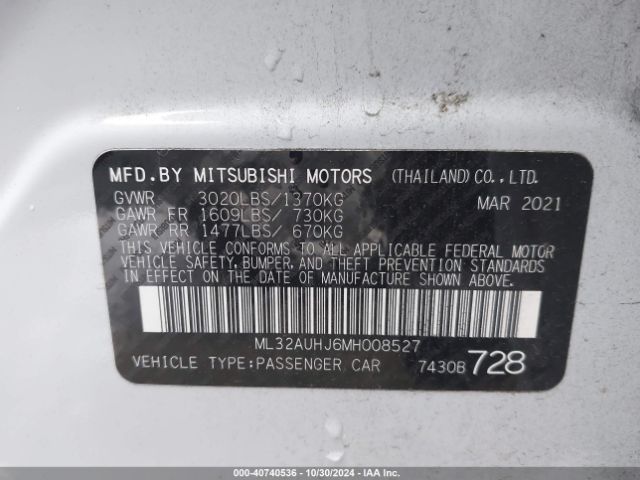 MFD.BY MITSUBISHI MOTORS (THAILAND)CO.,LTD.
GVWR 3020LBS/1370KG MAR 2021
GAWR FR 1609LBS/ 730KG
GAWR RR 1477LBS/ 670KG
THIS VEHICLE CONFORMS TO ALL APPLICABLE FEDERAL MOTOR
VEHICLE SAFETY,BUMPER,AND THEFT PREVENTION STANDARDS
IN EFFECT ON THE DATE OF MANUFACTURE SHOWN ABOVE.
ML32AUHJ6MH008527
VEHICLE TYPE:PASSENGER CAR 7430B 728
000-40740536 - 10/30/2024 - IAAI.COM